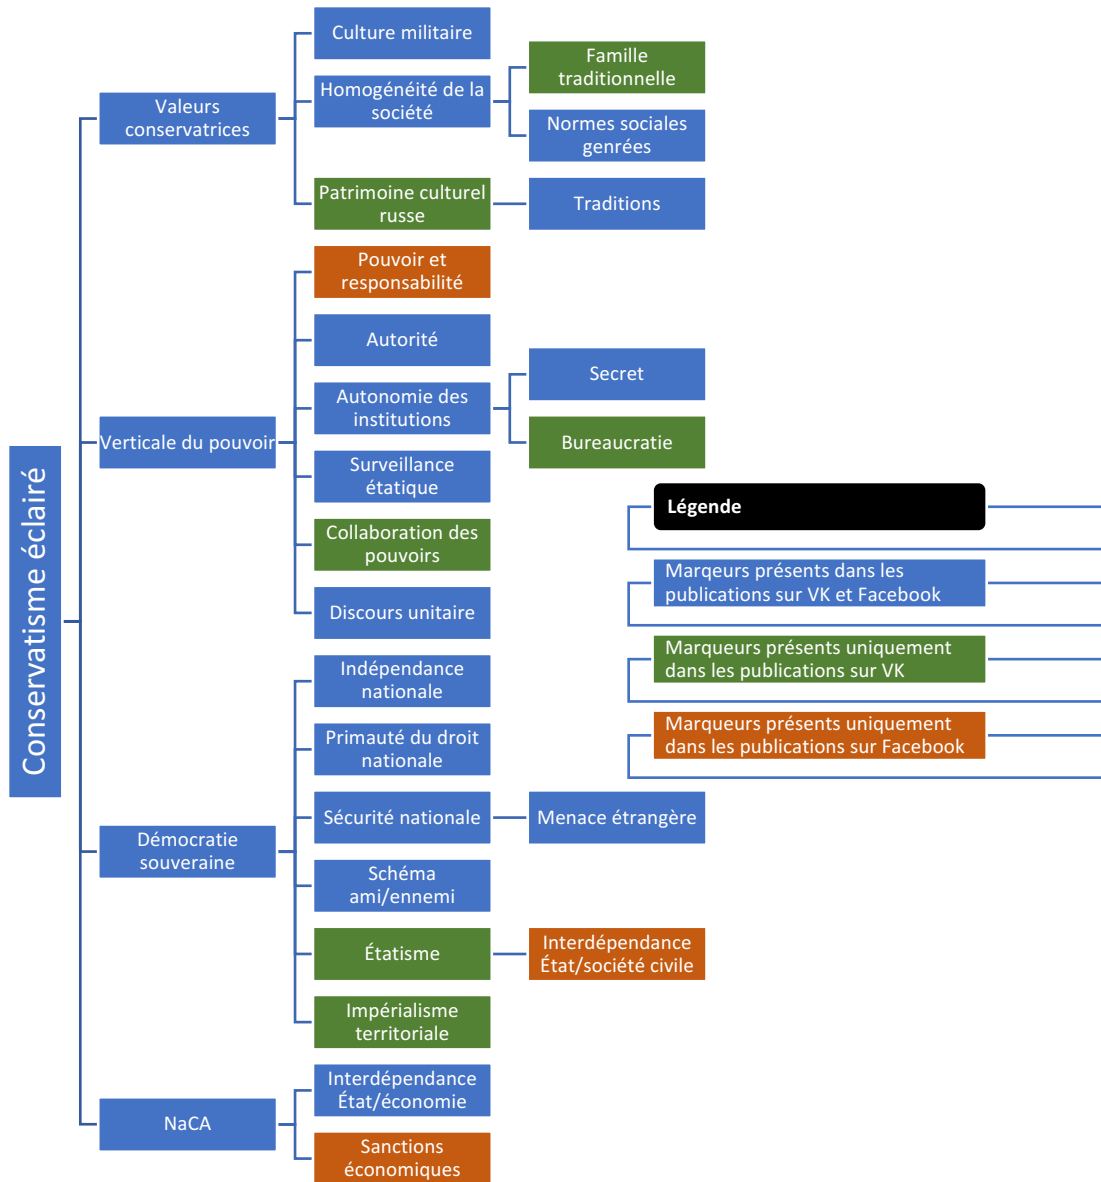 Conservatisme éclairé
Valeurs
conservatrices
Culture militaire
Homogénéité de la
société
Famille
traditionnelle
Normes sociales
genrées
Patrimoine culturel
russe
Traditions
Verticale du pouvoir
Pouvoir et
responsabilité
Autorité
Autonomie des
institutions
Secret
Bureaucratie
Surveillance
étatique
Collaboration des
pouvoirs
Discours unitaire
Démocratie
souveraine
Indépendance
nationale
Primauté du droit
nationale
Sécurité nationale
Menace étrangère
Schéma
ami/ennemi
Étatisme
Interdépendance
État/société civile
Impérialisme
territoriale
NaCA
Interdépendance
État/économie
Sanctions
économiques
Légende
Marqeurs présents dans les
publications sur VK et Facebook
Marqueurs présents uniquement
dans les publications sur VK
Marqueurs présents uniquement
dans les publications sur Facebook